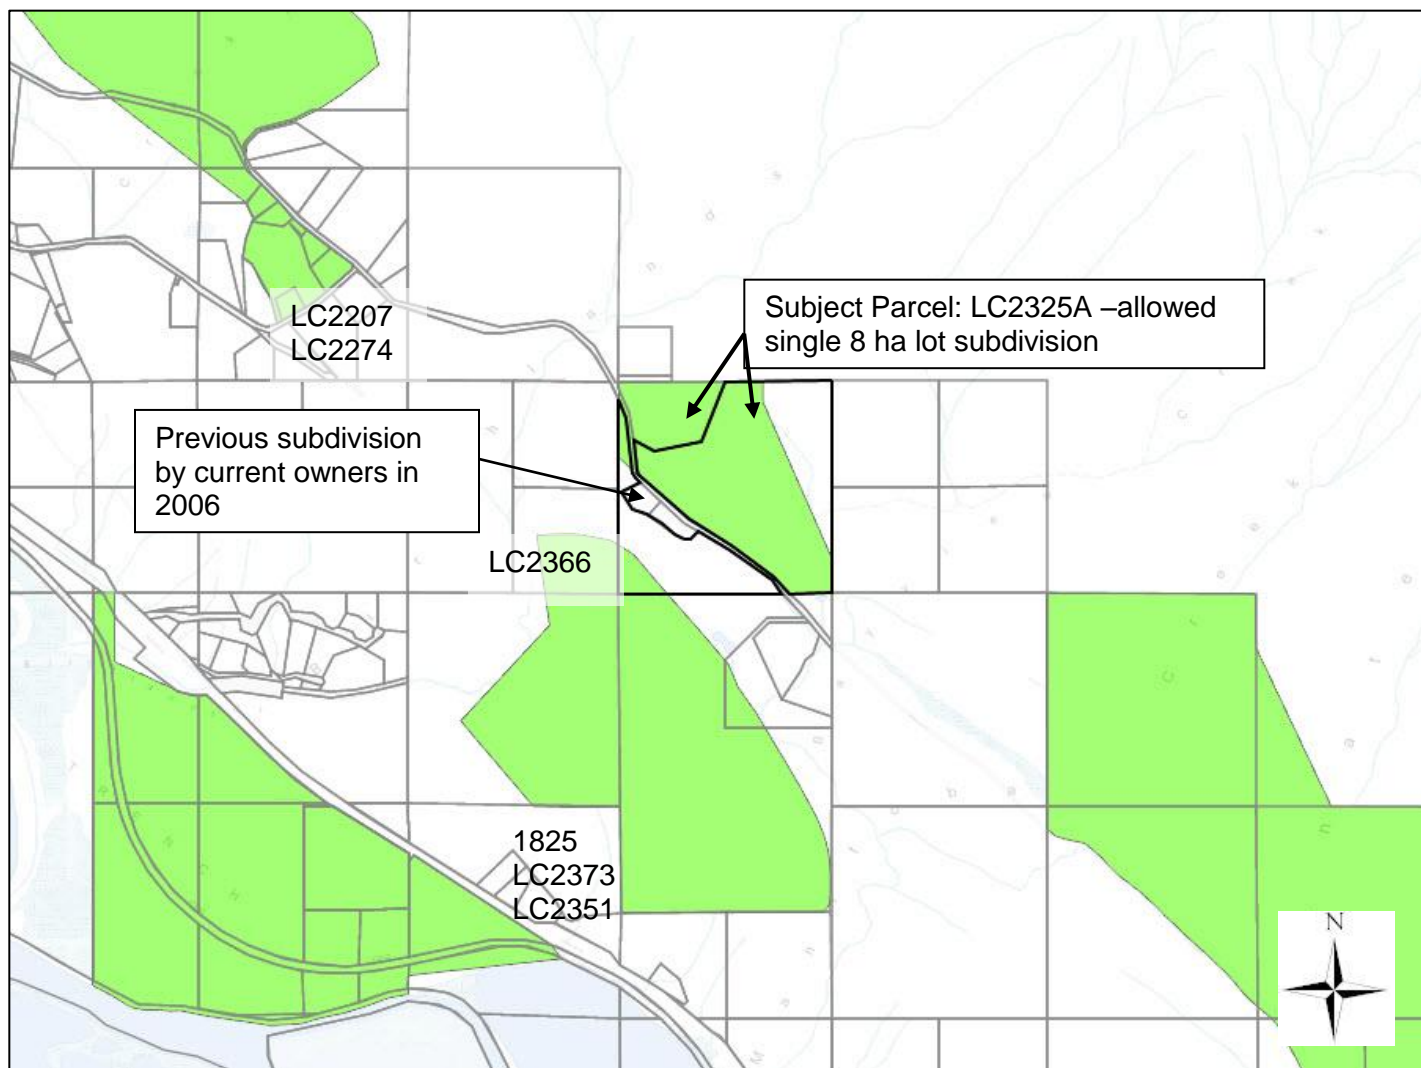 LC2207
LC2274
Subject Parcel: LC2325A –allowed
single 8 ha lot subdivision
Previous subdivision
by current owners in
2006
LC2366
1825
LC2373
LC2351
N